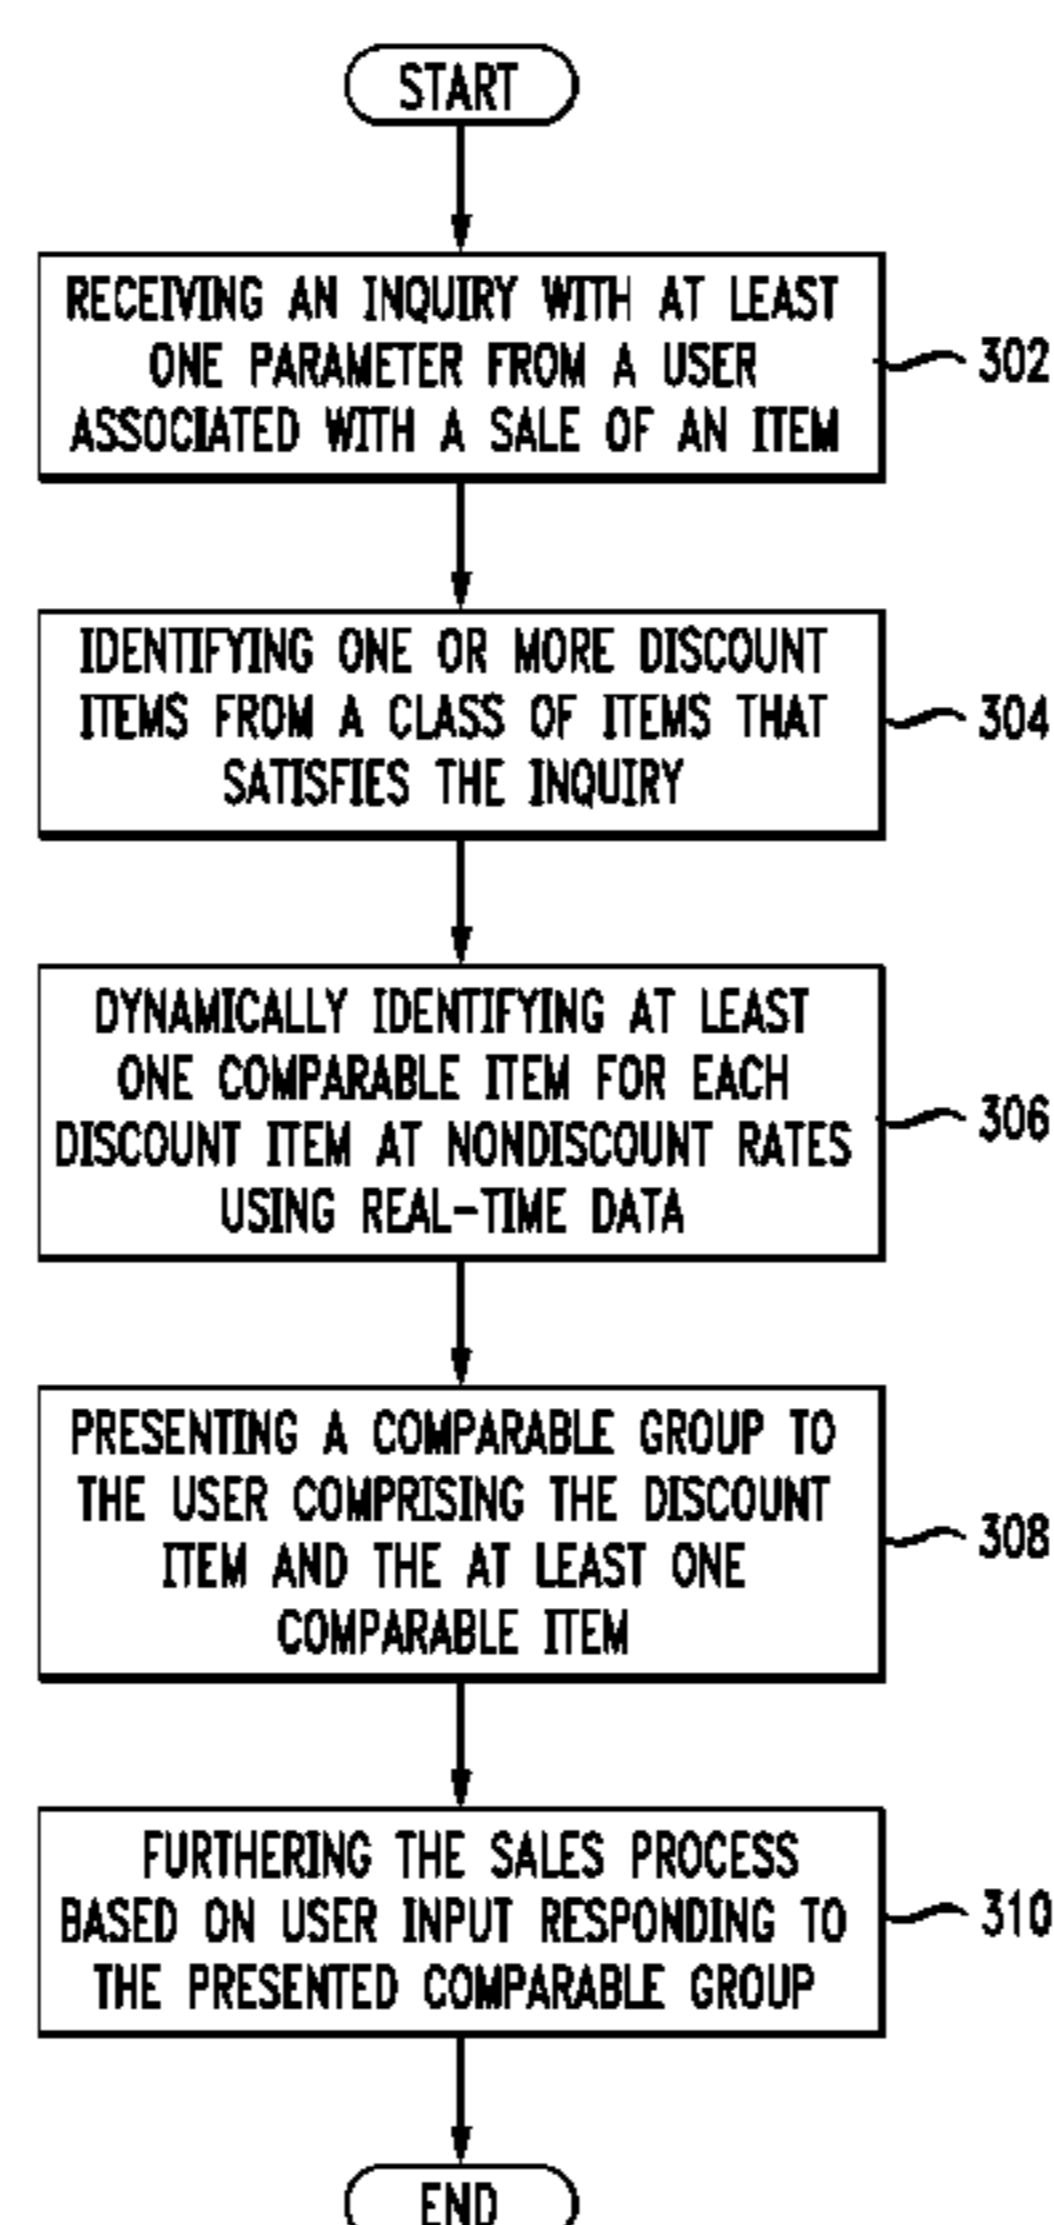 START
RECEIVING AN INQUIRY WITH AT LEAST
ONE PARAMETER FROM A USER
ASSOCIATED WITH A SALE OF AN ITEM
302
IDENTIFYING ONE OR MORE DISCOUNT
ITEMS FROM A CLASS OF ITEMS THAT
SATISFIES THE INQUIRY
304
DYNAMICALLY IDENTIFYING AT LEAST
ONE COMPARABLE ITEM FOR EACH
DISCOUNT ITEM AT NONDISCOUNT RATES
USING REAL-TIME DATA
306
PRESENTING A COMPARABLE GROUP TO
THE USER COMPRISING THE DISCOUNT
ITEM AND THE AT LEAST ONE
COMPARABLE ITEM
308
FURTHERING THE SALES PROCESS
BASED ON USER INPUT RESPONDING TO
THE PRESENTED COMPARABLE GROUP
310
END